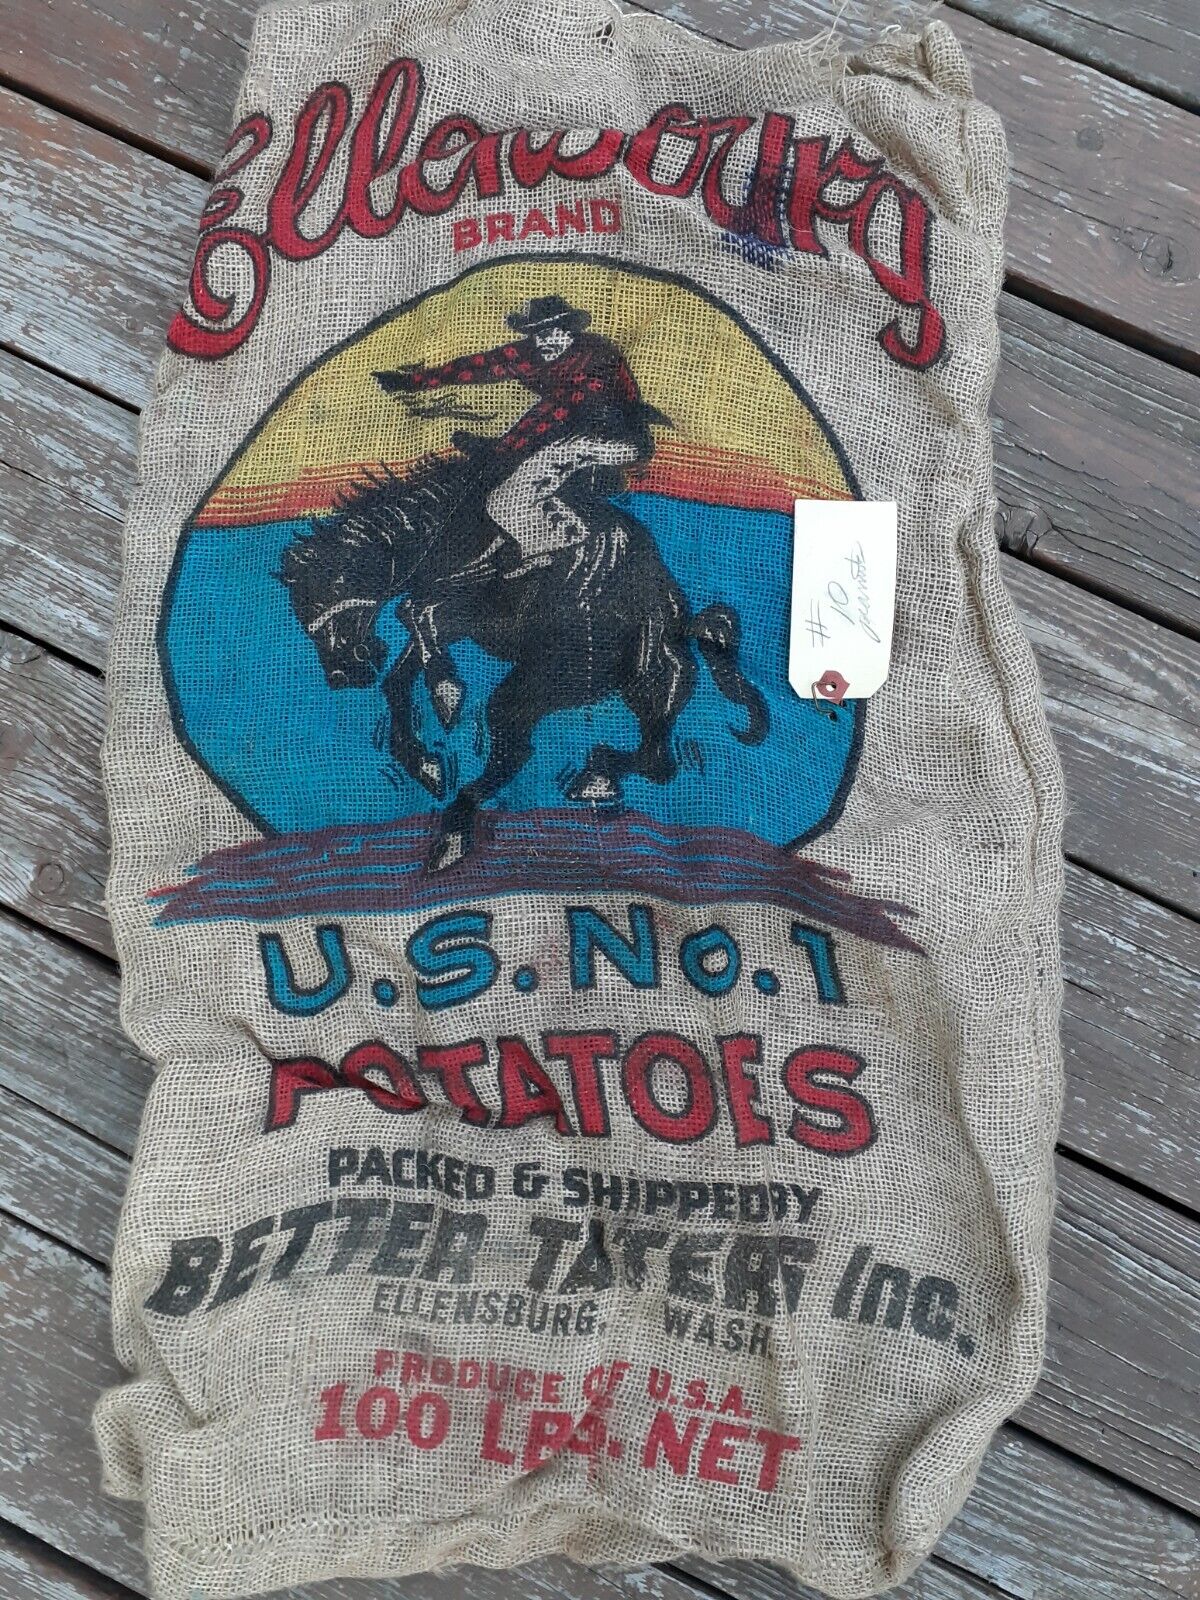 Ellensburg
BRAND
# 10
U.S. No. 1
POTATOES
PACKED & SHIPPED BY
BETTER TATERS Inc.
ELLENSBURG, WASH.
PRODUCE OF U.S.A.
100 LBS. NET